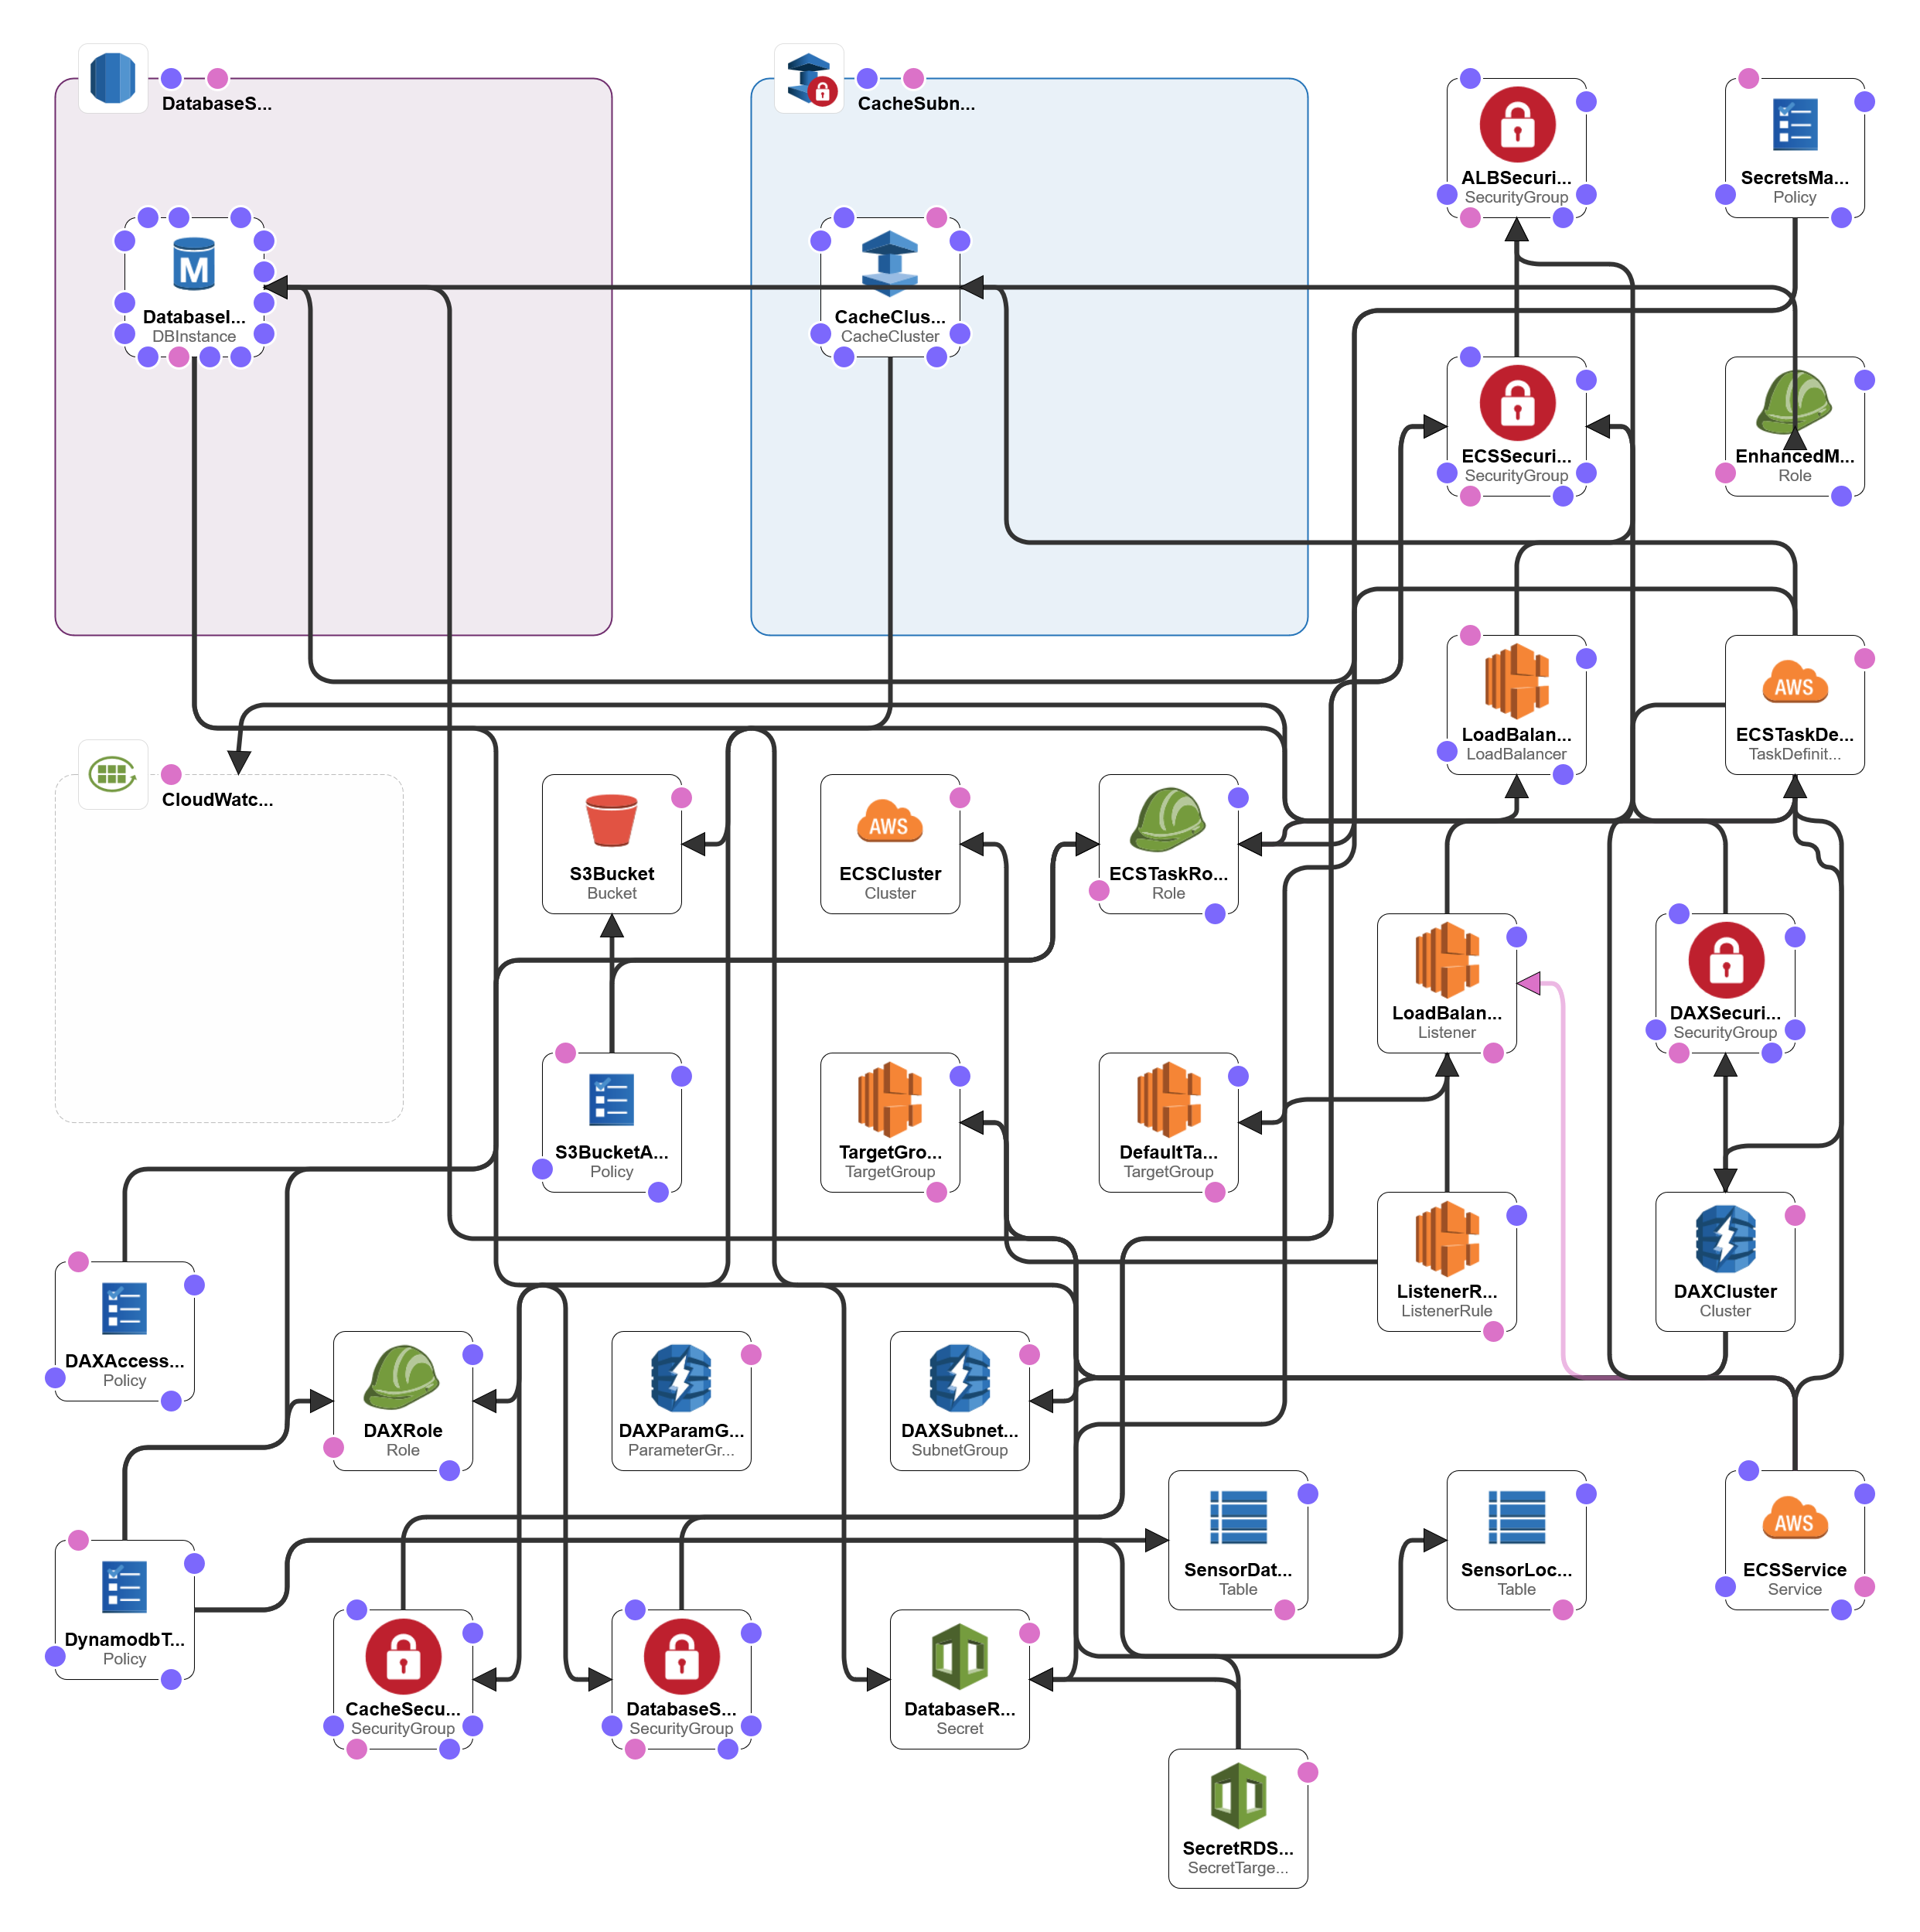 DatabaseS...
CacheSubn...
ALBSecuri...
SecurityGroup
SecretsMa...
Policy
M
DatabaseI...
DBInstance
CacheClus...
CacheCluster
ECSSecuri...
SecurityGroup
EnhancedM...
Role
LoadBalan...
LoadBalancer
AWS
ECSTaskDe...
TaskDefinit...
CloudWatc...
S3Bucket
Bucket
AWS
ECSCluster
Cluster
ECSTaskRo...
Role
LoadBalan...
Listener
DAXSecuri...
SecurityGroup
S3BucketA...
Policy
TargetGro...
TargetGroup
DefaultTa...
TargetGroup
ListenerR...
ListenerRule
DAXCluster
Cluster
DAXAccess...
Policy
DAXRole
Role
DAXParamG...
ParameterGr...
DAXSubnet...
SubnetGroup
SensorDat...
Table
SensorLoc...
Table
AWS
ECSService
Service
DynamodbT...
Policy
CacheSecu...
SecurityGroup
DatabaseS...
SecurityGroup
DatabaseR...
Secret
SecretRDS...
SecretTarge...